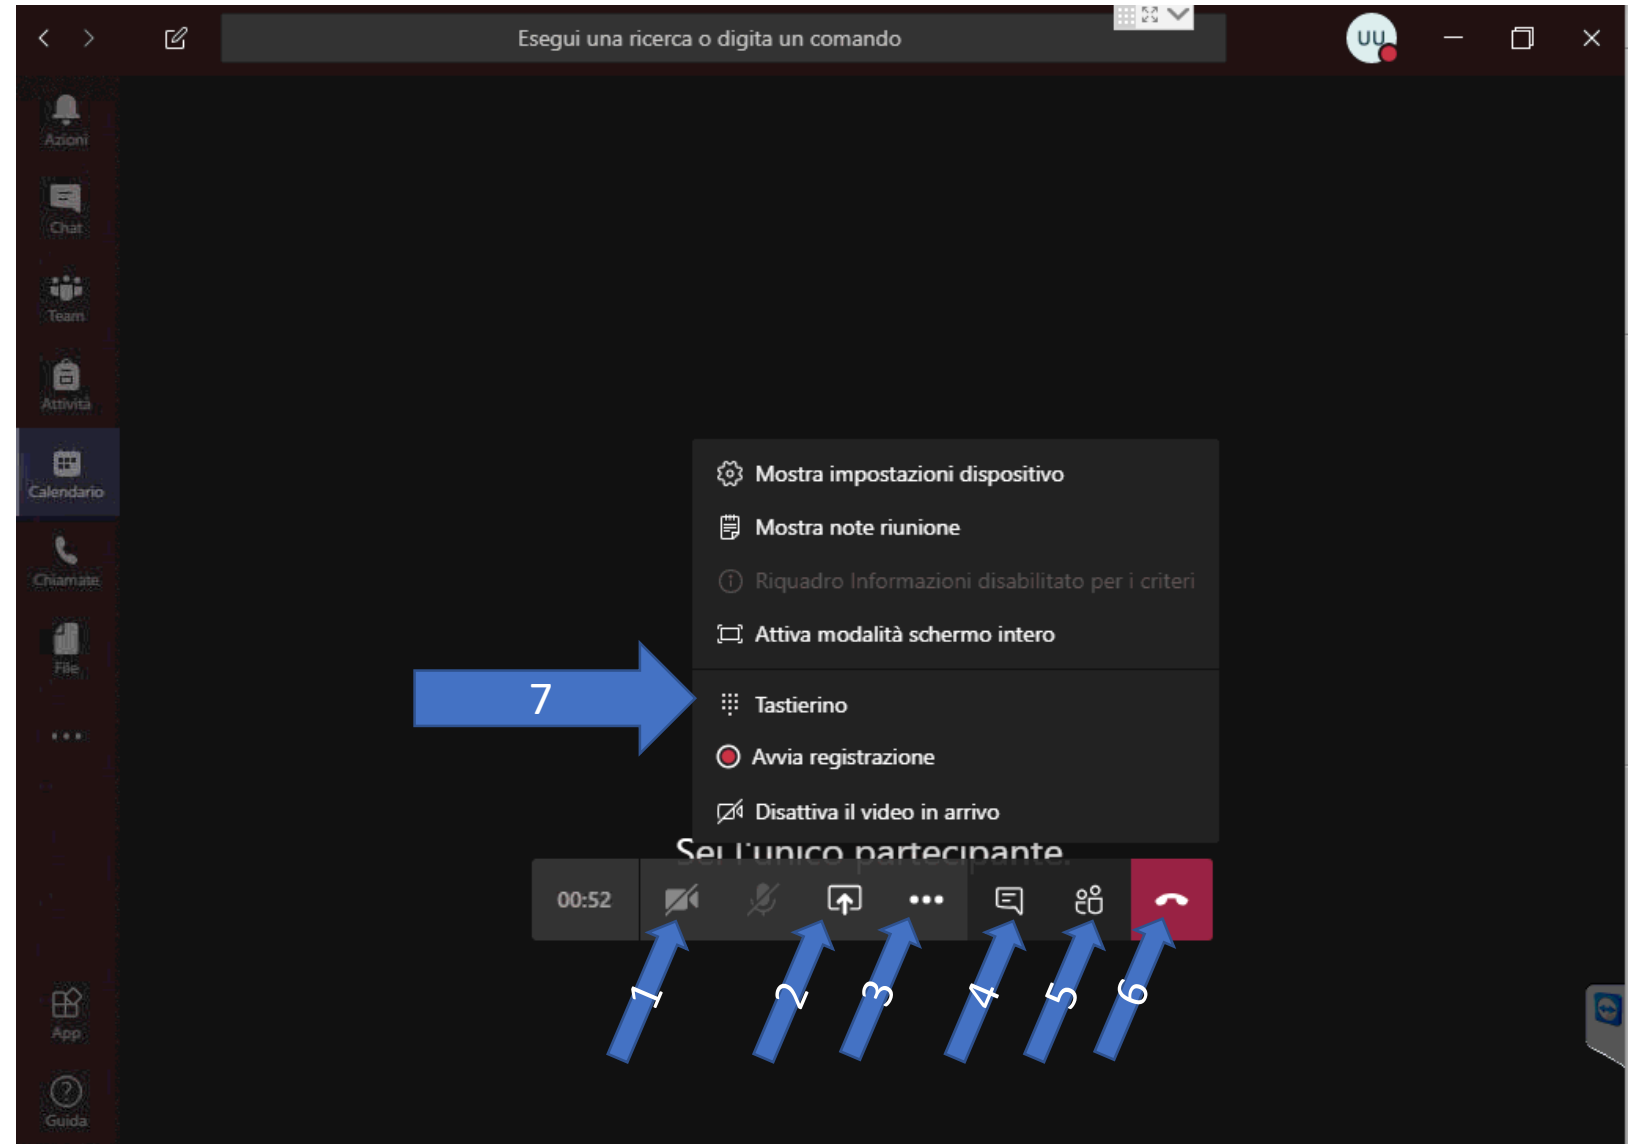 Esegui una ricerca o digita un comando
UU
Azioni
Chat
Team
Attività
Calendario
Chiamate
File
App
Guida
Mostra impostazioni dispositivo
Mostra note riunione
Riquadro Informazioni disabilitato per i criteri
Attiva modalità schermo intero
7
Tastierino
Avvia registrazione
Disattiva il video in arrivo
Sei l'unico partecipante.
00:52
1
2
3
4
5
6